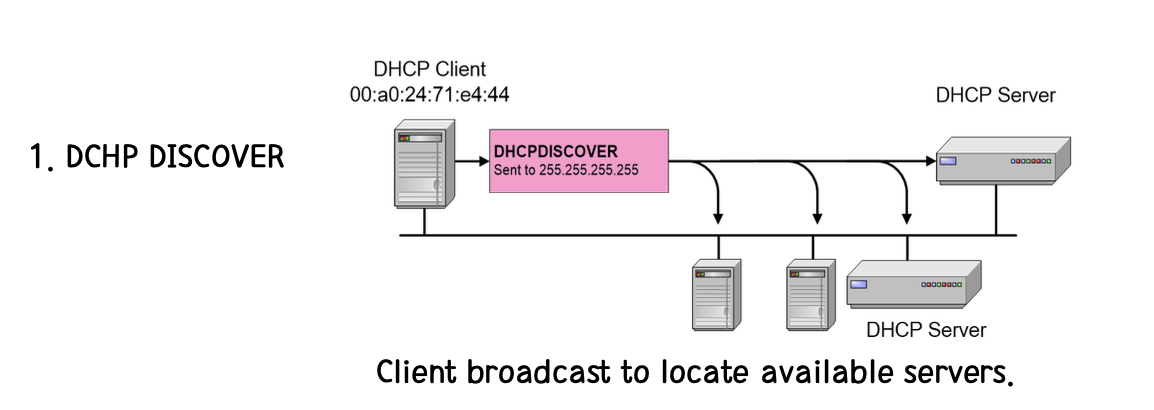 DHCP Client
00:a0:24:71:e4:44
DHCP Server
1. DCHP DISCOVER
DHCPDISCOVER
Sent to 255.255.255.255
DHCP Server
Client broadcast to locate available servers.